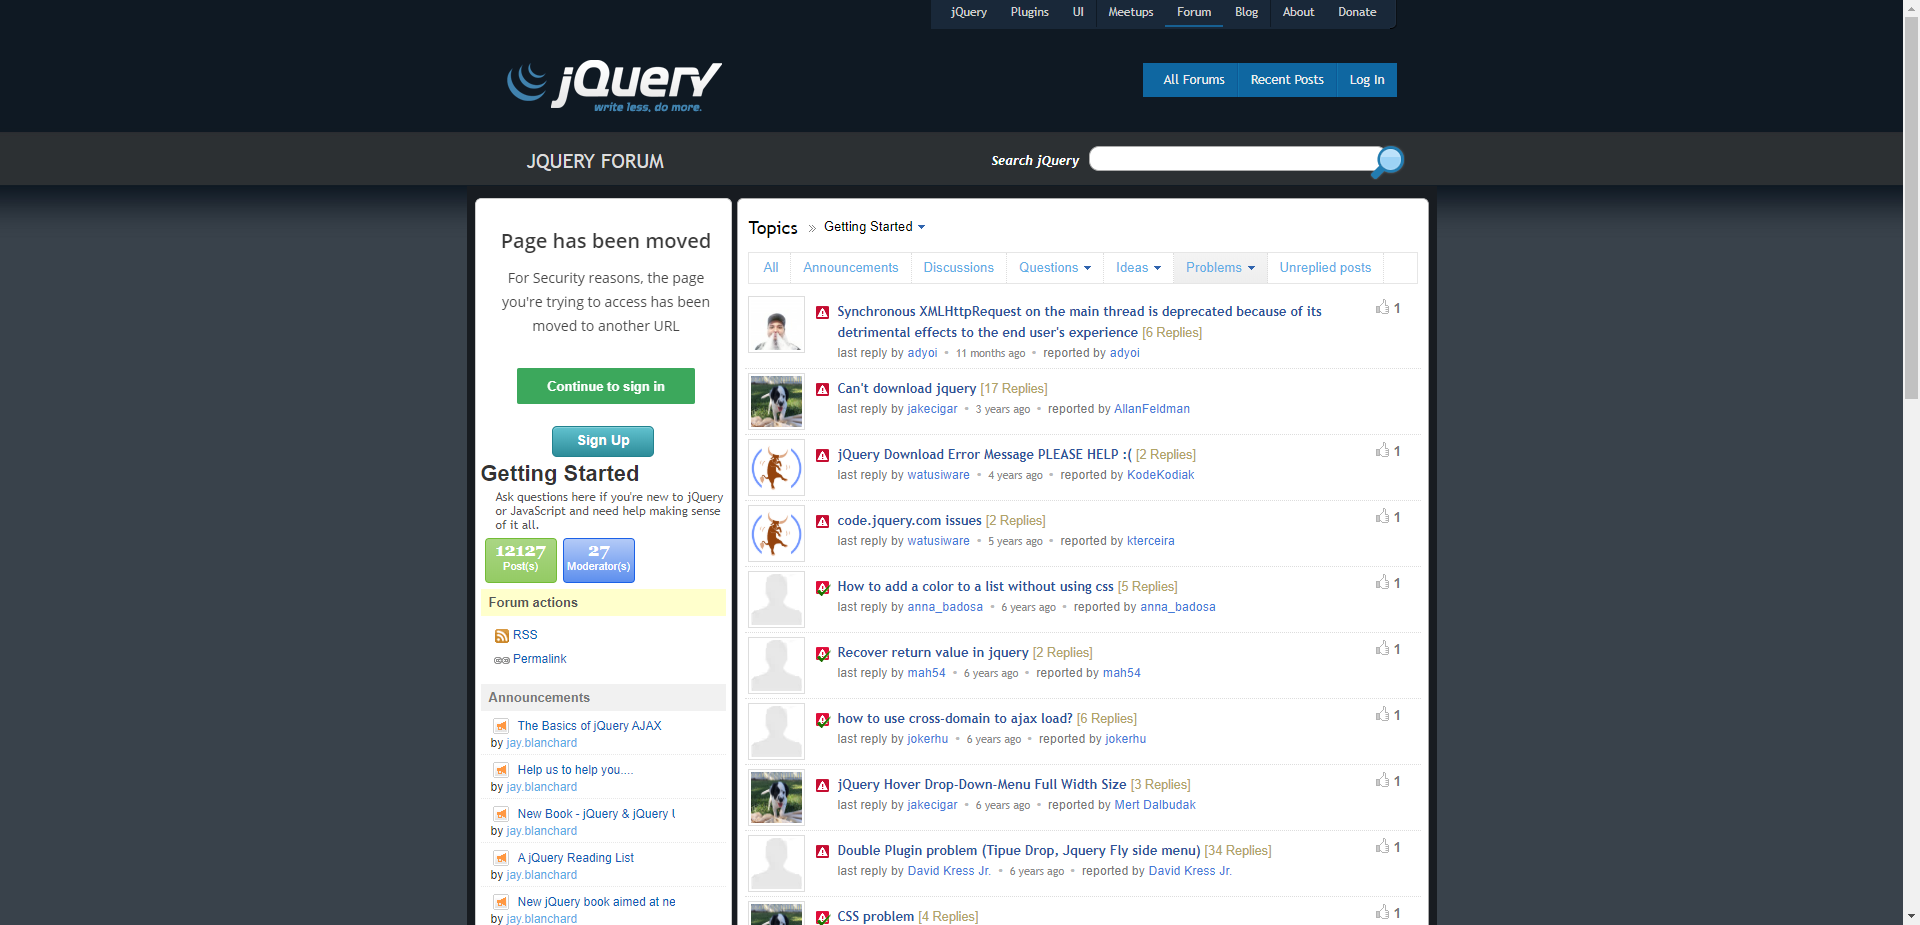 jQuery Plugins UI Meetups Forum Blog About Donate
jQuery
write less, do more.
All Forums Recent Posts Log In
JQUERY FORUM
Search jQuery
Page has been moved
For Security reasons, the page
you're trying to access has been
moved to another URL
Continue to sign in
Sign Up
Getting Started
Ask questions here if you're new to jQuery
or JavaScript and need help making sense
of it all.
12127 27
Post(s) Moderator(s)
Forum actions
RSS
Permalink
Announcements
The Basics of jQuery AJAX
by jay.blanchard
Help us to help you....
by jay.blanchard
New Book - jQuery & jQuery U
by jay.blanchard
A jQuery Reading List
by jay.blanchard
New jQuery book aimed at ne
by jay.blanchard
Topics » Getting Started
All Announcements Discussions Questions Ideas Problems Unreplied posts
Synchronous XMLHttpRequest on the main thread is deprecated because of its 1
detrimental effects to the end user's experience [6 Replies]
last reply by adyoi • 11 months ago • reported by adyoi
Can't download jquery [17 Replies]
last reply by jakecigar • 3 years ago • reported by AllanFeldman
jQuery Download Error Message PLEASE HELP :( [2 Replies] 1
last reply by watusiware • 4 years ago • reported by KodeKodiak
code.jquery.com issues [2 Replies] 1
last reply by watusiware • 5 years ago • reported by kterceira
How to add a color to a list without using css [5 Replies] 1
last reply by anna_badosa • 6 years ago • reported by anna_badosa
Recover return value in jquery [2 Replies] 1
last reply by mah54 • 6 years ago • reported by mah54
how to use cross-domain to ajax load? [6 Replies] 1
last reply by jokerhu • 6 years ago • reported by jokerhu
jQuery Hover Drop-Down-Menu Full Width Size [3 Replies] 1
last reply by jakecigar • 6 years ago • reported by Mert Dalbudak
Double Plugin problem (Tipue Drop, Jquery Fly side menu) [34 Replies] 1
last reply by David Kress Jr. • 6 years ago • reported by David Kress Jr.
CSS problem [4 Replies] 1